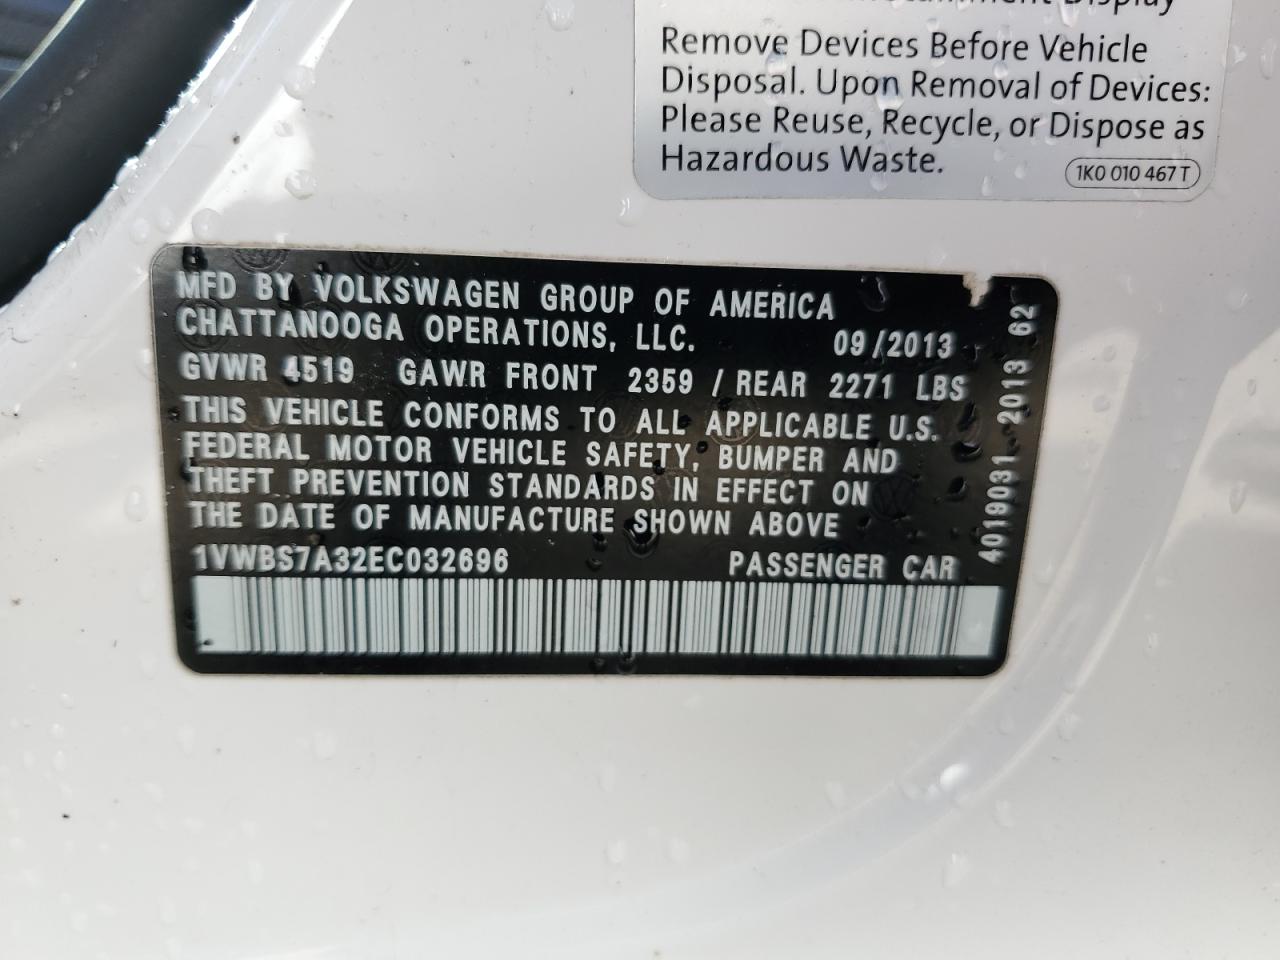 Display
Remove Devices Before Vehicle
Disposal. Upon Removal of Devices:
Please Reuse, Recycle, or Dispose as
Hazardous Waste.
1K0 010 467 T
MFD BY VOLKSWAGEN GROUP OF AMERICA
CHATTANOOGA OPERATIONS, LLC. 09/2013
GVWR 4519 GAWR FRONT 2359 / REAR 2271 LBS
THIS VEHICLE CONFORMS TO ALL APPLICABLE U.S.
FEDERAL MOTOR VEHICLE SAFETY, BUMPER AND
THEFT PREVENTION STANDARDS IN EFFECT ON
THE DATE OF MANUFACTURE SHOWN ABOVE
1VWBS7A32EC032696 PASSENGER CAR
4019031 2013 62